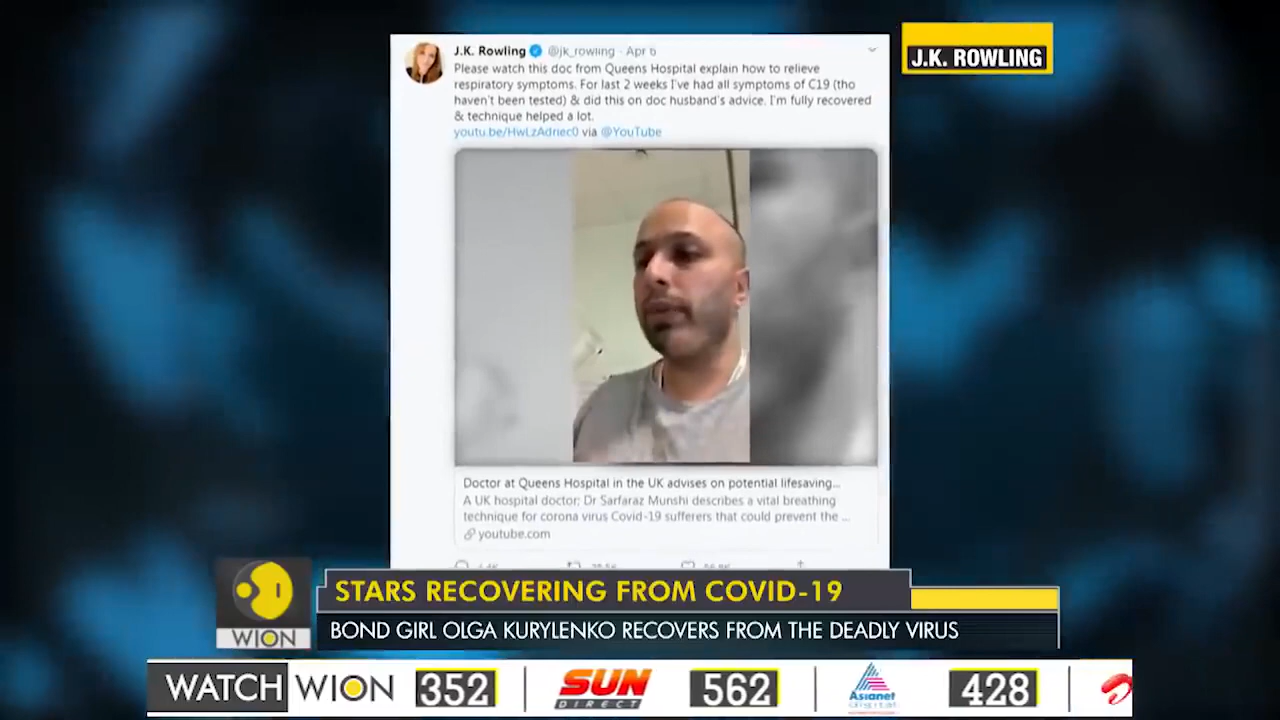 J.K. Rowling @jk_rowling · Apr 6
Please watch this doc from Queens Hospital explain how to relieve
respiratory symptoms. For last 2 weeks I've had all symptoms of C19 (tho
haven't been tested) & did this on doc husband's advice. I'm fully recovered
& technique helped a lot.
youtu.be/HwLzAdriec0 via @YouTube
J.K. ROWLING
Doctor at Queens Hospital in the UK advises on potential lifesaving...
A UK hospital doctor; Dr Sarfaraz Munshi describes a vital breathing
technique for corona virus Covid-19 sufferers that could prevent the ...
youtube.com
WION
STARS RECOVERING FROM COVID-19
BOND GIRL OLGA KURYLENKO RECOVERS FROM THE DEADLY VIRUS
WATCH WION 352 SUN DIRECT 562 Asianet digital 428